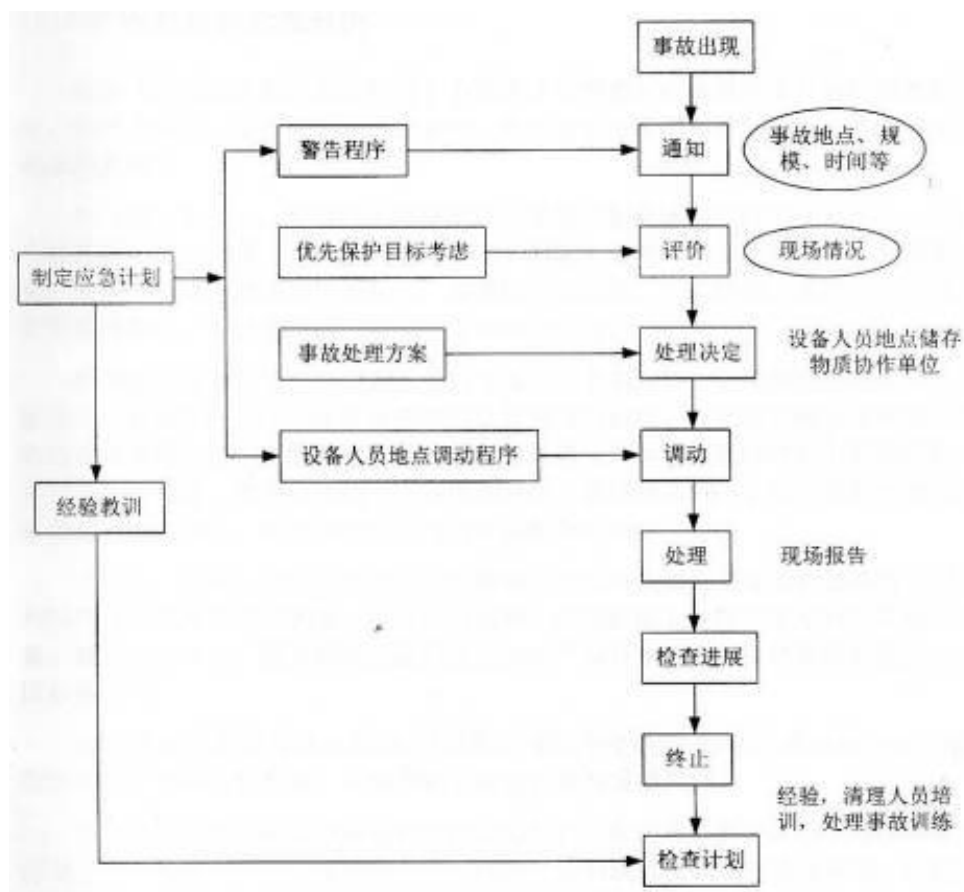 事故出现
警告程序
通知
事故地点、规
模、时间等
优先保护目标考虑
评价
现场情况
制定应急计划
事故处理方案
处理决定
设备人员地点储存
物质协作单位
设备人员地点调动程序
调动
经验教训
处理
现场报告
检查进展
终止
经验，清理人员培
训，处理事故训练
检查计划